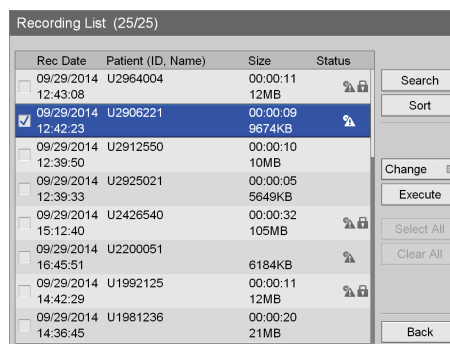 Recording List (25/25)
Rec Date Patient (ID, Name) Size Status
09/29/2014 U2964004 00:00:11
12:43:08 12MB
09/29/2014 U2906221 00:00:09
12:42:23 9674KB
09/29/2014 U2912550 00:00:10
12:39:50 10MB
09/29/2014 U2925021 00:00:05
12:39:33 5649KB
09/29/2014 U2426540 00:00:32
15:12:40 105MB
09/29/2014 U2200051
16:45:51 6184KB
09/29/2014 U1992125 00:00:11
14:42:29 12MB
09/29/2014 U1981236 00:00:20
14:36:45 21MB
Search
Sort
Change
Execute
Select All
Clear All
Back